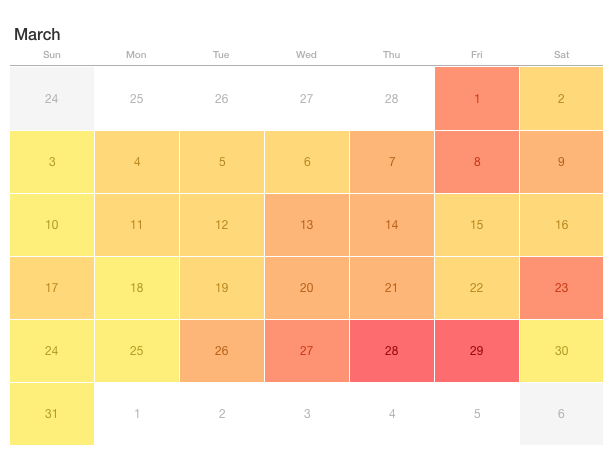 March
Sun Mon Tue Wed Thu Fri Sat
24 25 26 27 28 1 2
3 4 5 6 7 8 9
10 11 12 13 14 15 16
17 18 19 20 21 22 23
24 25 26 27 28 29 30
31 1 2 3 4 5 6